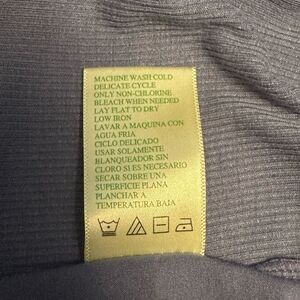 MACHINE WASH COLD
DELICATE CYCLE
ONLY NON-CHLORINE
BLEACH WHEN NEEDED
LAY FLAT TO DRY
LOW IRON
LAVAR A MAQUINA CON
AGUA FRIA
CICLO DELICADO
USAR SOLAMENTE
BLANQUEADOR SIN
CLORO SI ES NECESARIO
SECAR SOBRE UNA
SUPERFICIE PLANA
PLANCHAR A
TEMPERATURA BAJA